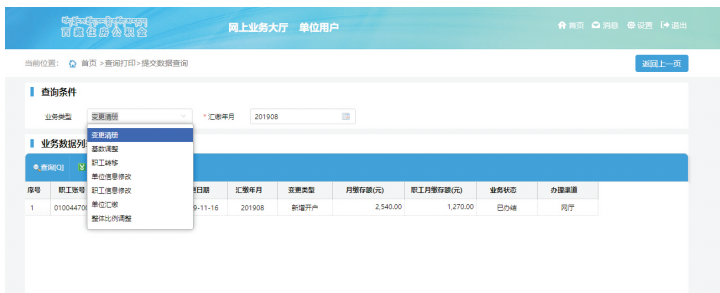 西藏住房公积金
网上业务大厅 单位用户
首页 消息 设置 退出
当前位置: 首页 >查询打印>提交数据查询
返回上一页
查询条件
业务类型 变更清册 * 汇缴年月 201908
变更清册
业务数据列
基数调整
职工转移
查询[Q]
单位信息修改
序号 职工账号 职工信息修改 日期 汇缴年月 变更类型 月缴存额(元) 职工月缴存额(元) 业务状态 办理渠道
1 01004470 单位汇缴 9-11-16 201908 新增开户 2,540.00 1,270.00 已办结 网厅
整体比例调整